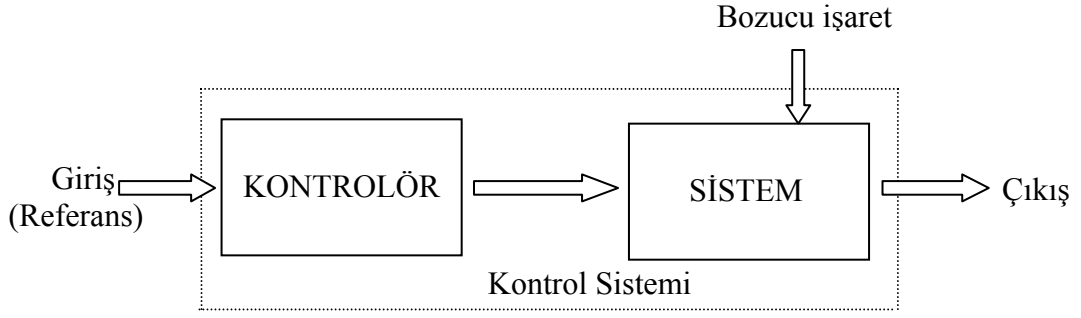 Bozucu işaret
Giriş
(Referans)
KONTROLÖR
SİSTEM
Çıkış
Kontrol Sistemi